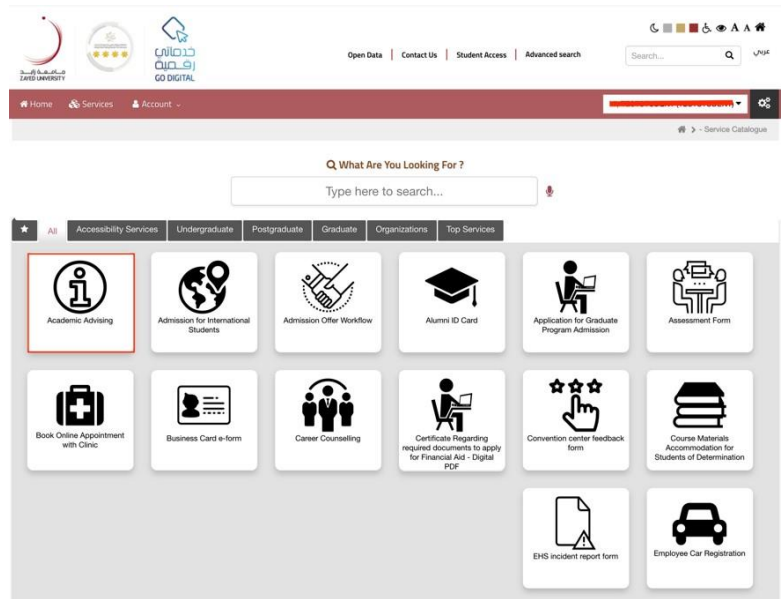 جامعـة زايـد
ZAYED UNIVERSITY
خدماتي
رقمية
GO DIGITAL
Open Data
Contact Us
Student Access
Advanced search
A A
Search...
عربي
Home
Services
Account
- Service Catalogue
What Are You Looking For ?
Type here to search...
All
Accessibility Services
Undergraduate
Postgraduate
Graduate
Organizations
Top Services
Academic Advising
Admission for International
Students
Admission Offer Workflow
Alumni ID Card
Application for Graduate
Program Admission
Assessment Form
Book Online Appointment
with Clinic
Business Card e-form
Career Counselling
Certificate Regarding
required documents to apply
for Financial Aid - Digital
PDF
Convention center feedback
form
Course Materials
Accommodation for
Students of Determination
EHS incident report form
Employee Car Registration